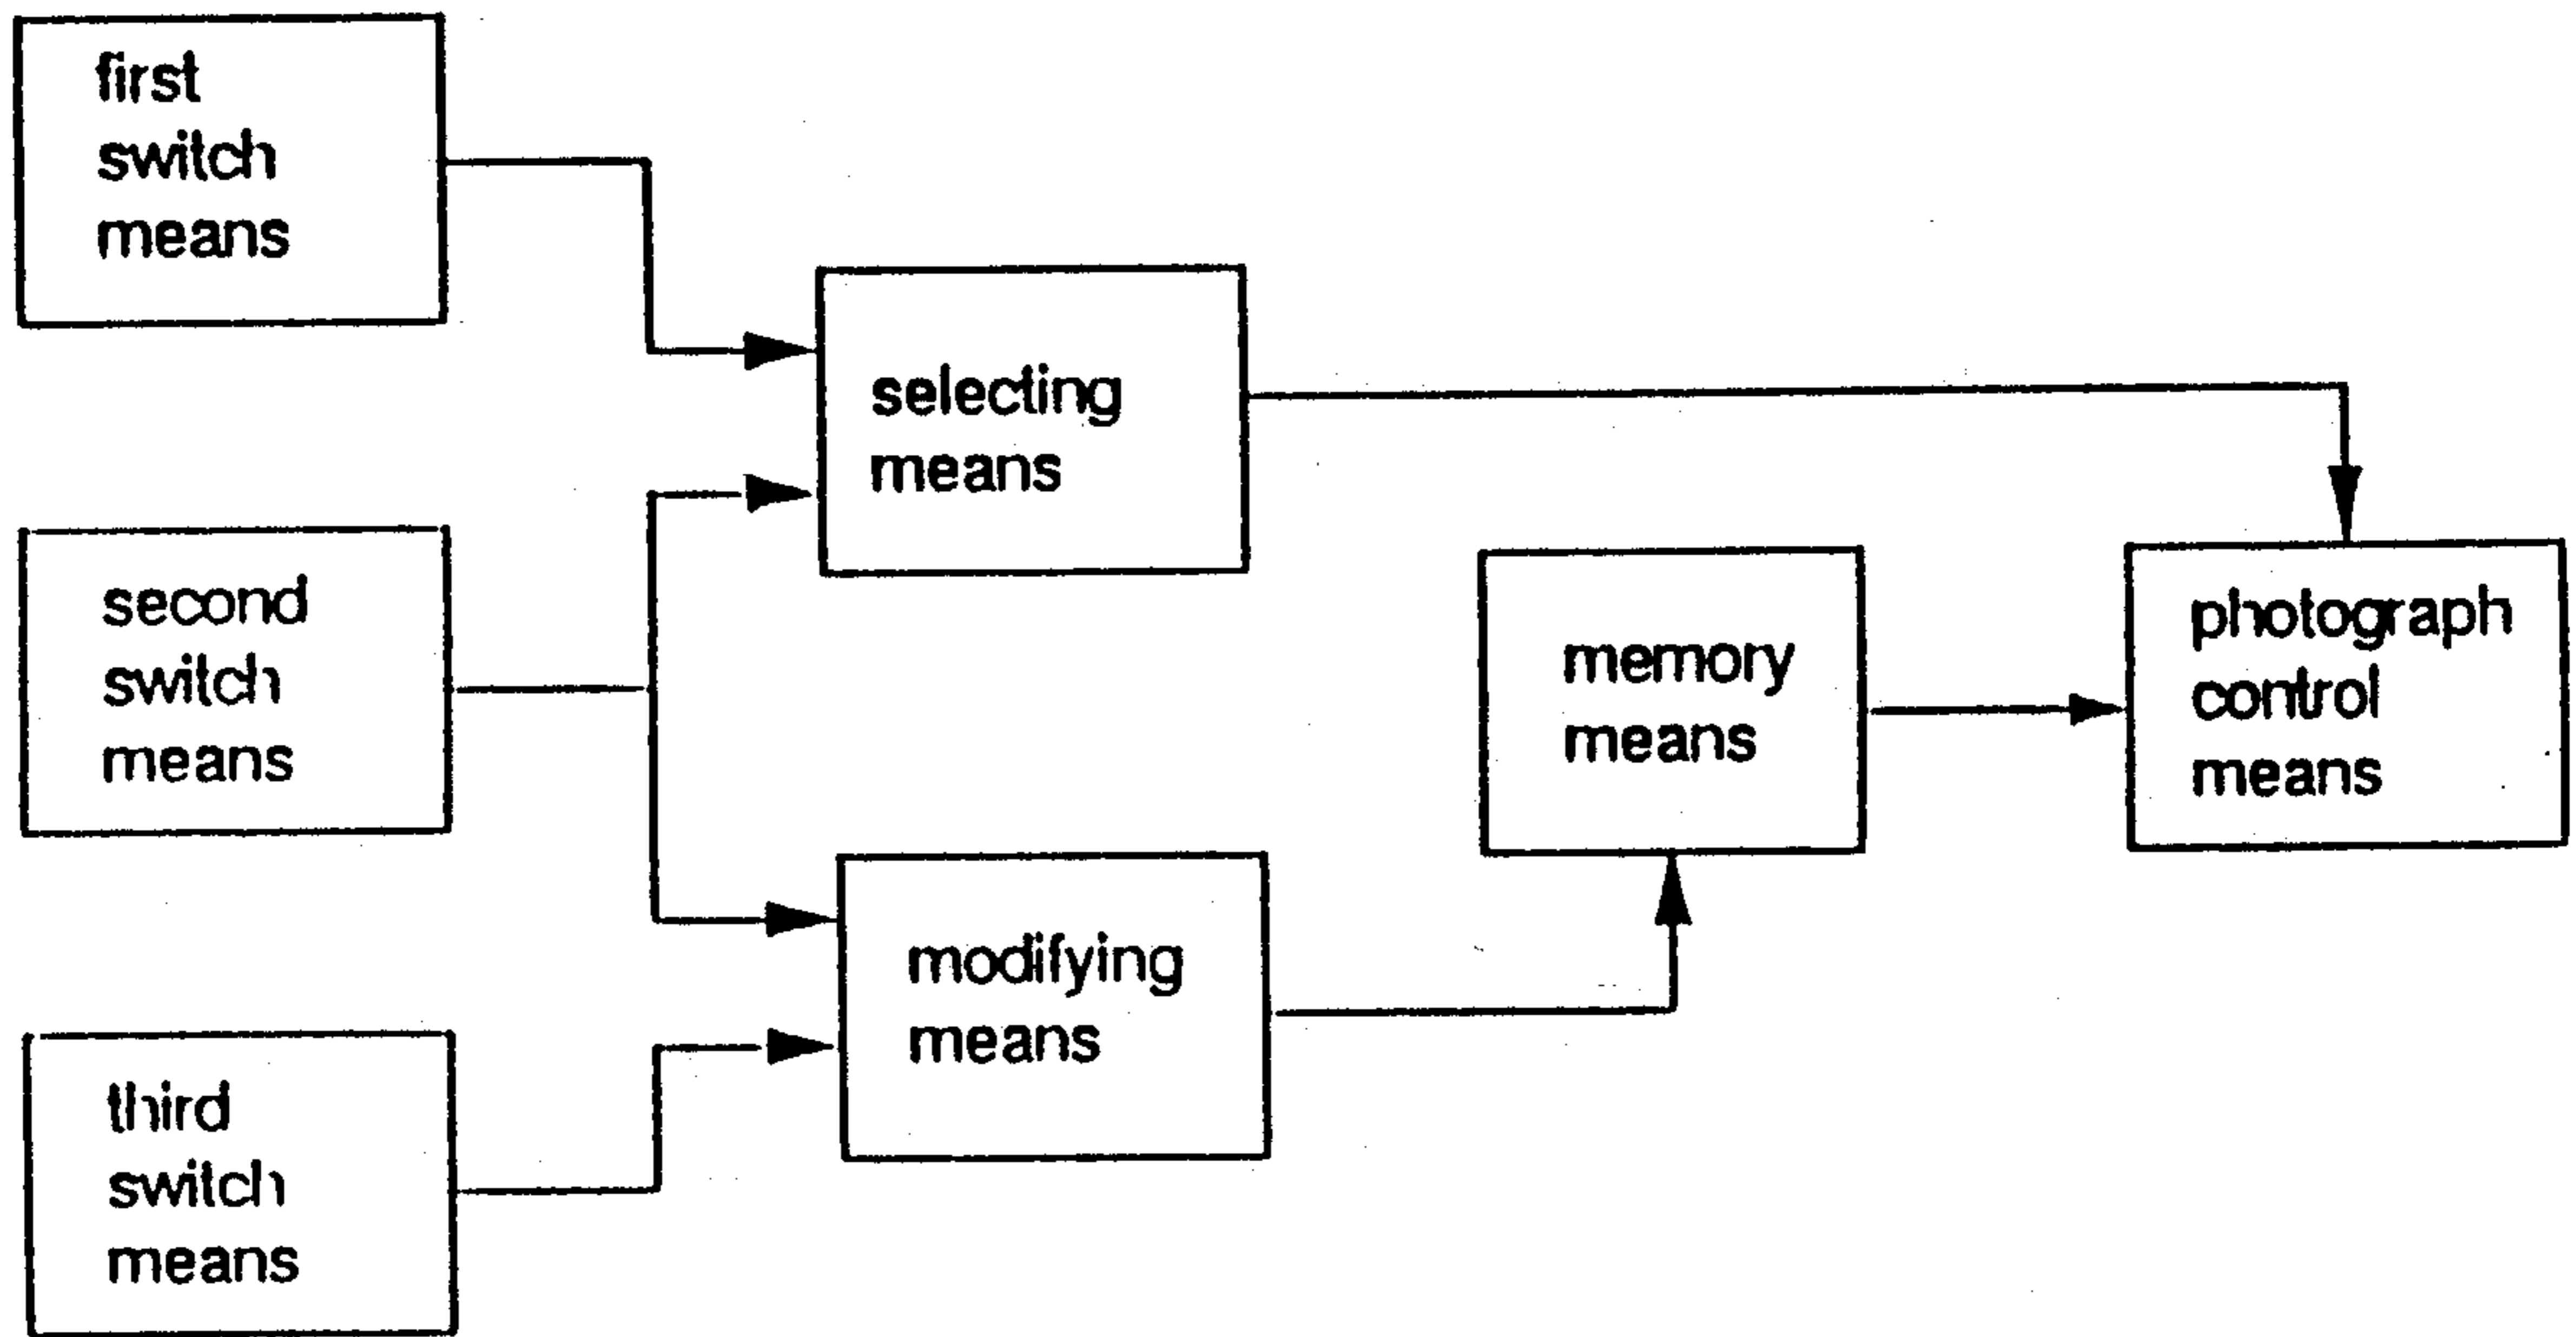 first
switch
means
selecting
means
second
switch
means
memory
means
photograph
control
means
modifying
means
third
switch
means